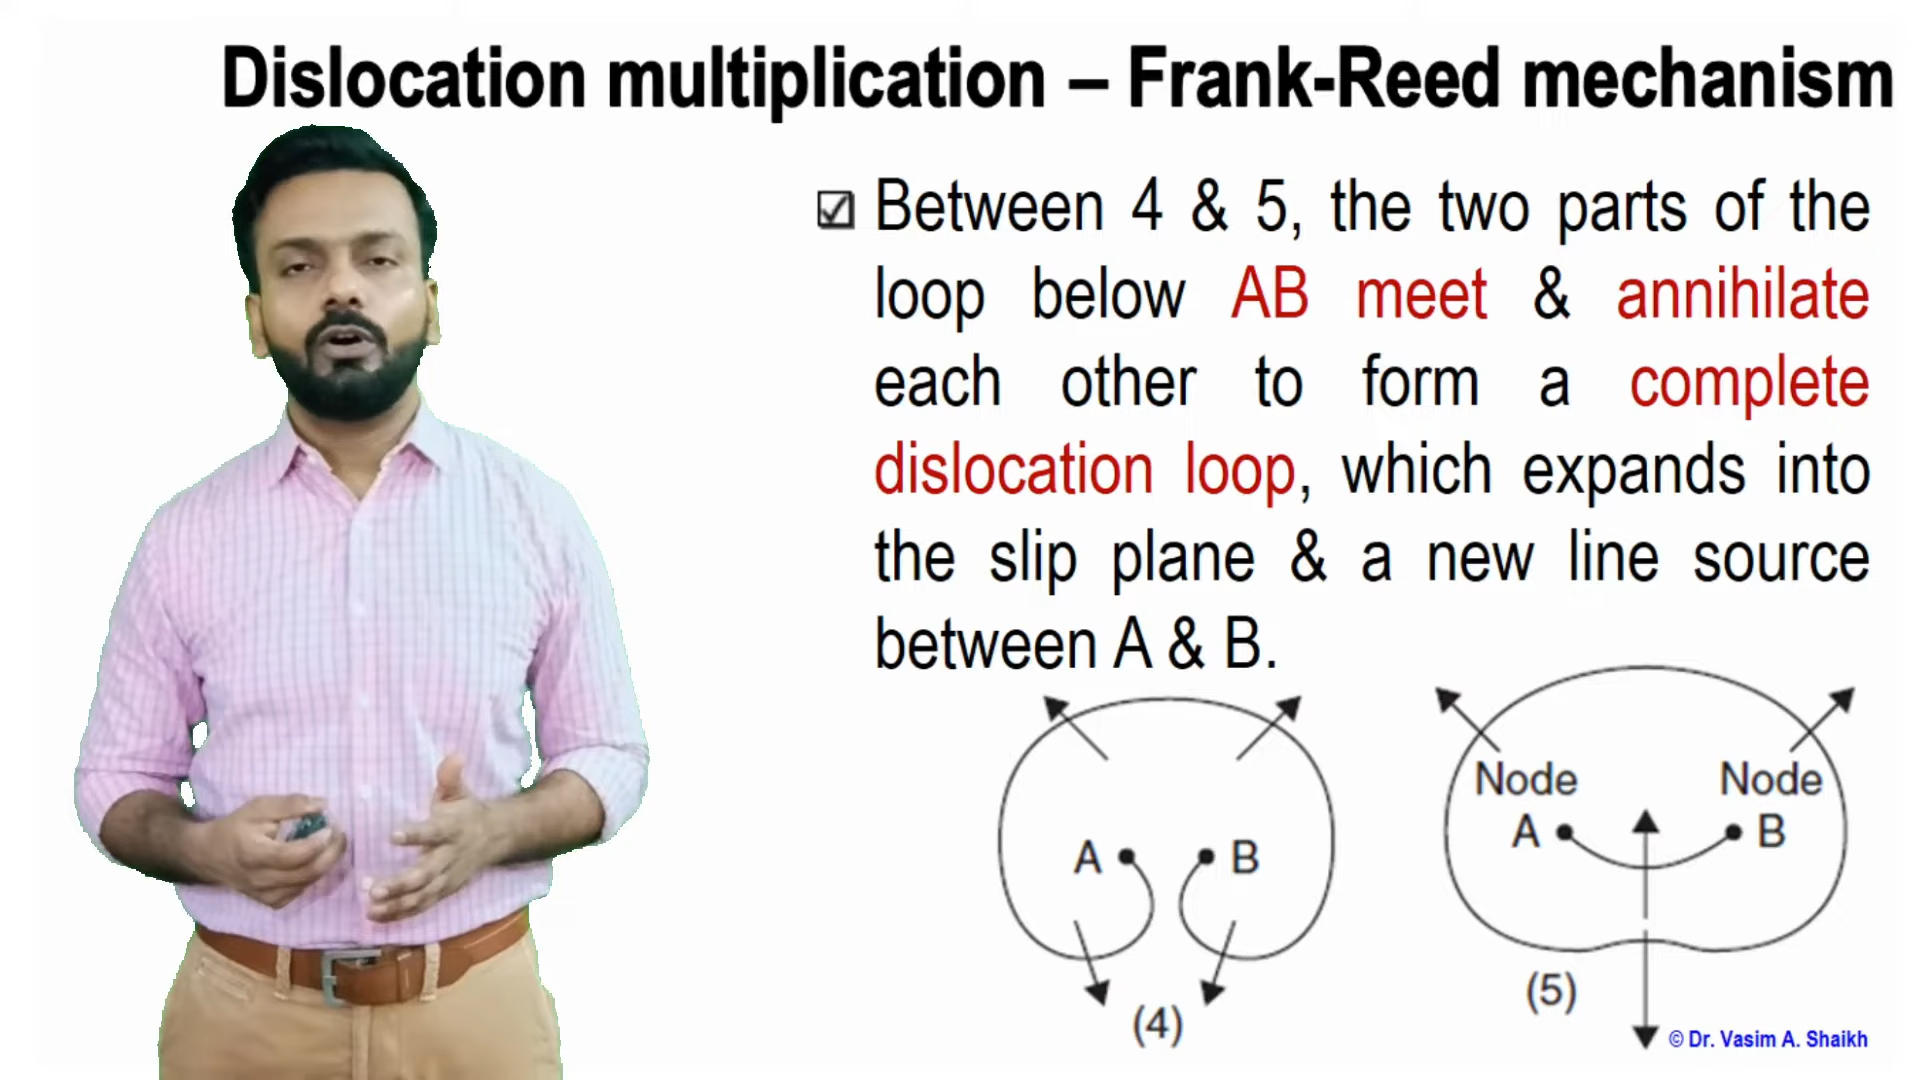 Dislocation multiplication – Frank-Reed mechanism
☑ Between 4 & 5, the two parts of the
loop below AB meet & annihilate
each other to form a complete
dislocation loop, which expands into
the slip plane & a new line source
between A & B.
A B
(4)
Node Node
A B
(5)
© Dr. Vasim A. Shaikh